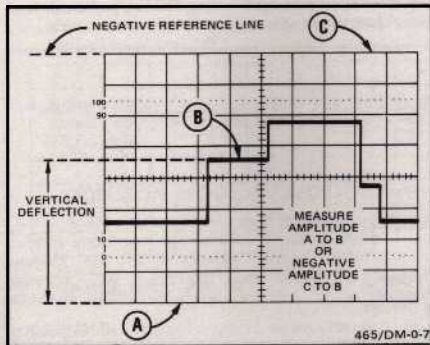 NEGATIVE REFERENCE LINE
C
100
90
B
VERTICAL
DEFLECTION
MEASURE
AMPLITUDE
A TO B
OR
NEGATIVE
AMPLITUDE
C TO B
10
0
A
465/DM-0-7